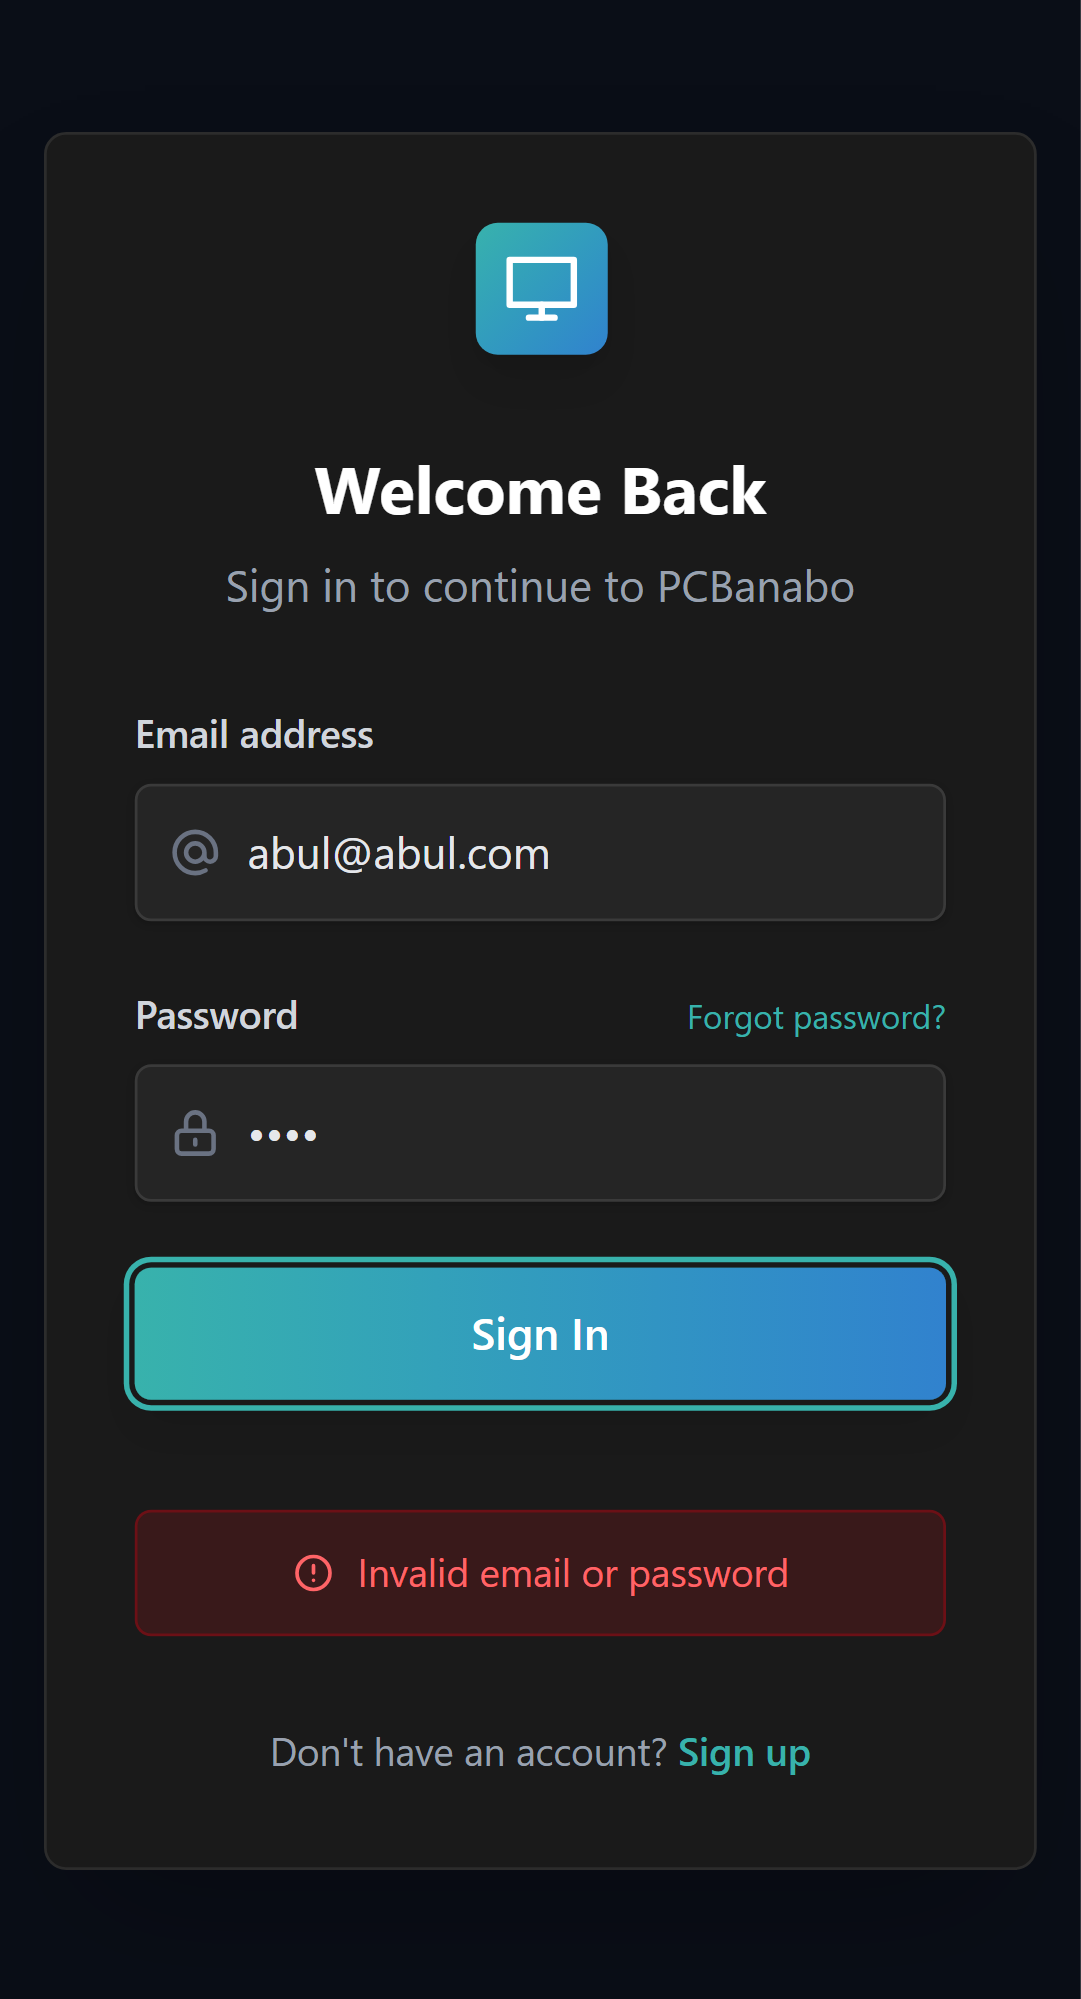 Welcome Back
Sign in to continue to PCBanabo
Email address
abul@abul.com
Password Forgot password?
••••
Sign In
Invalid email or password
Don't have an account? Sign up